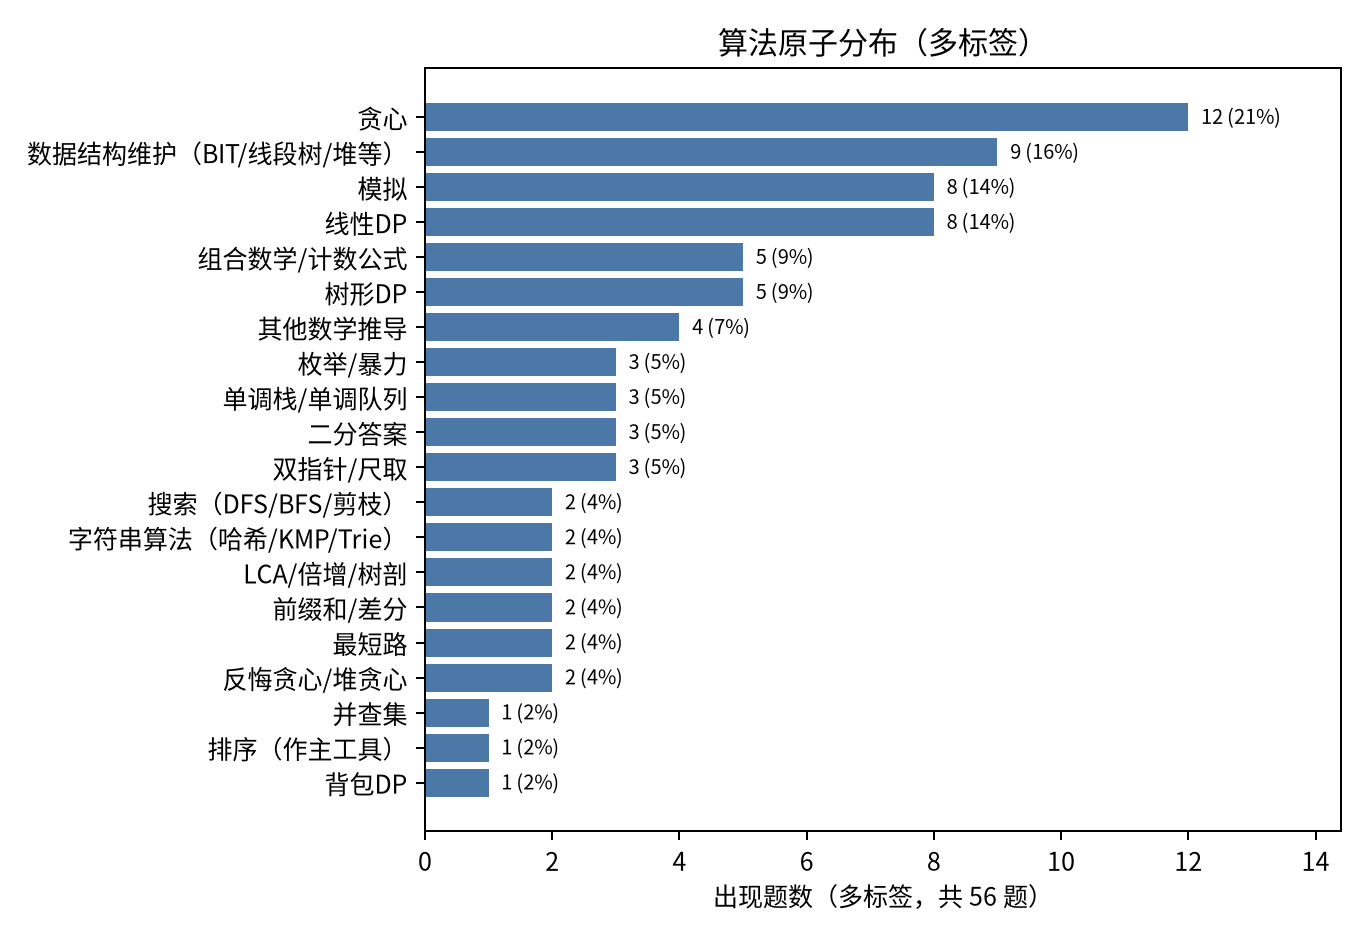 算法原子分布（多标签）
贪心 12 (21%)
数据结构维护（BIT/线段树/堆等） 9 (16%)
模拟 8 (14%)
线性DP 8 (14%)
组合数学/计数公式 5 (9%)
树形DP 5 (9%)
其他数学推导 4 (7%)
枚举/暴力 3 (5%)
单调栈/单调队列 3 (5%)
二分答案 3 (5%)
双指针/尺取 3 (5%)
搜索（DFS/BFS/剪枝） 2 (4%)
字符串算法（哈希/KMP/Trie） 2 (4%)
LCA/倍增/树剖 2 (4%)
前缀和/差分 2 (4%)
最短路 2 (4%)
反悔贪心/堆贪心 2 (4%)
并查集 1 (2%)
排序（作主工具） 1 (2%)
背包DP 1 (2%)
0 2 4 6 8 10 12 14
出现题数（多标签，共 56 题）